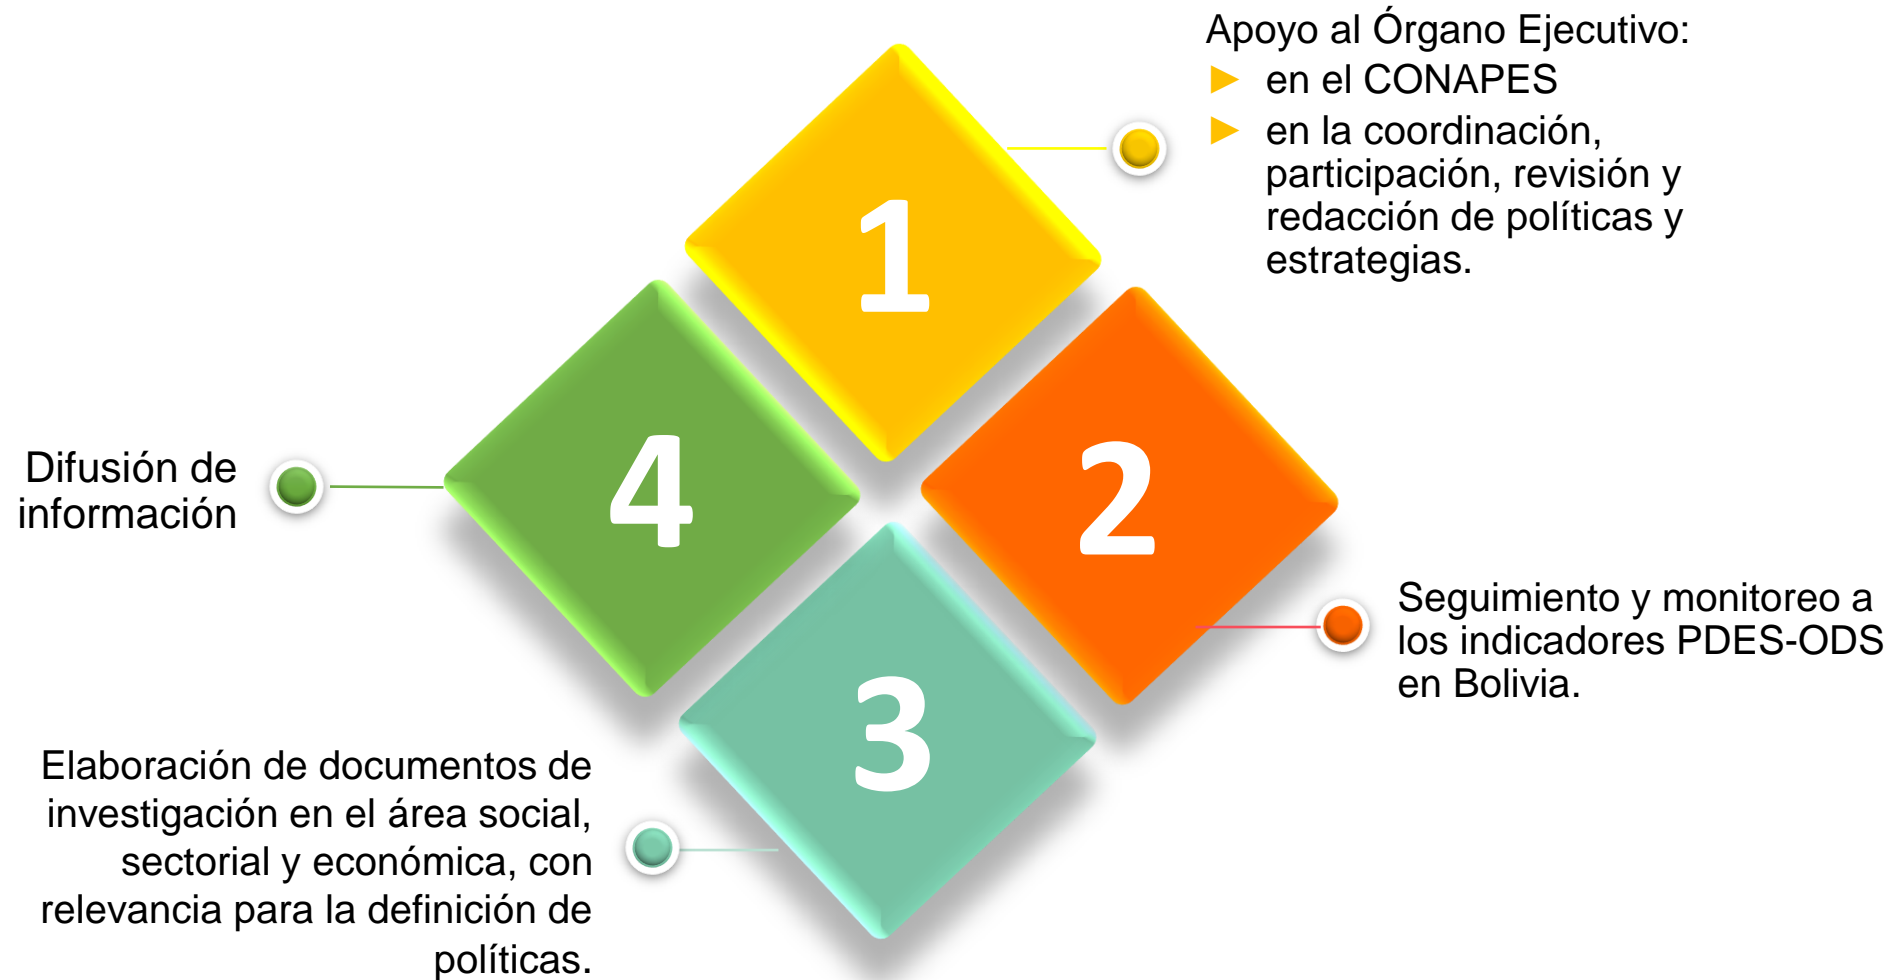 1
Apoyo al Órgano Ejecutivo:
► en el CONAPES
► en la coordinación,
participación, revisión y
redacción de políticas y
estrategias.
2
Seguimiento y monitoreo a
los indicadores PDES-ODS
en Bolivia.
3
Elaboración de documentos de
investigación en el área social,
sectorial y económica, con
relevancia para la definición de
políticas.
4
Difusión de
información